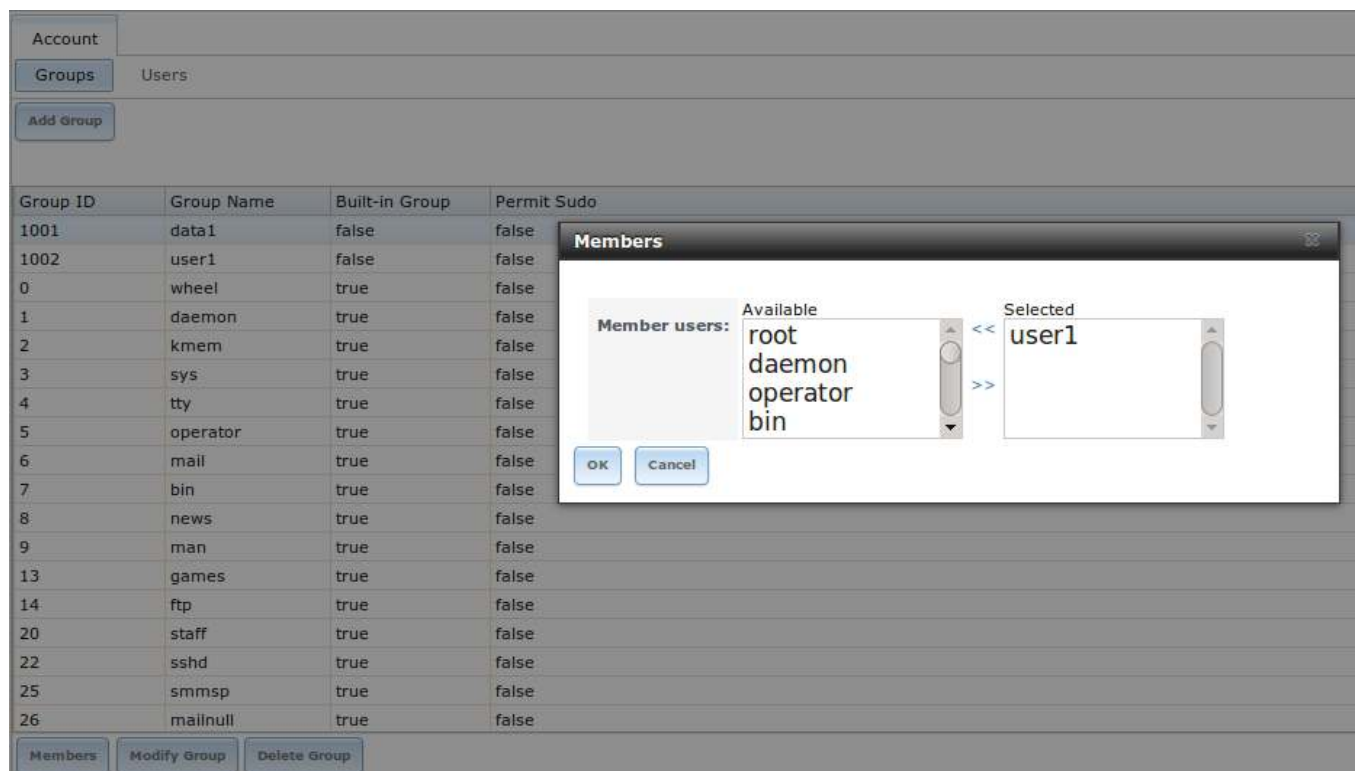 Account
Groups Users
Add Group
Group ID Group Name Built-in Group Permit Sudo
1001 data1 false false
1002 user1 false false
0 wheel true false
1 daemon true false
2 kmem true false
3 sys true false
4 tty true false
5 operator true false
6 mail true false
7 bin true false
8 news true false
9 man true false
13 games true false
14 ftp true false
20 staff true false
22 sshd true false
25 smmsp true false
26 mailnull true false
Members Modify Group Delete Group
Members
Member users:
Available
root
daemon
operator
bin
<<
>>
Selected
user1
OK Cancel